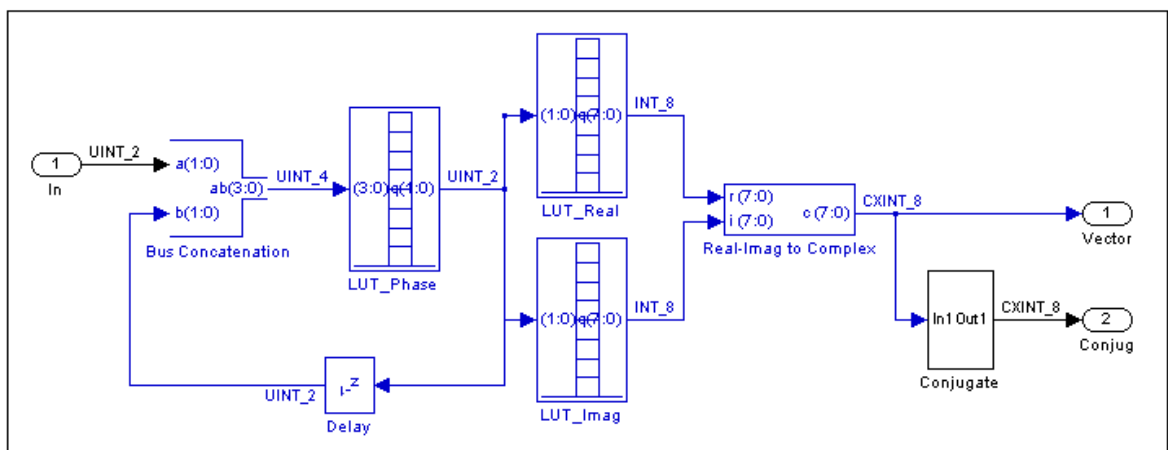 1
In
UINT_2
a(1:0)
ab(3:0)
b(1:0)
Bus Concatenation
UINT_4
(3:0) q(1:0)
LUT_Phase
UINT_2
(1:0) q(7:0)
LUT_Real
INT_8
(1:0) q(7:0)
LUT_Imag
INT_8
r (7:0)
i (7:0)
c (7:0)
Real-Imag to Complex
CXINT_8
1
Vector
In1 Out1
Conjugate
CXINT_8
2
Conjug
UINT_2
z-1
Delay